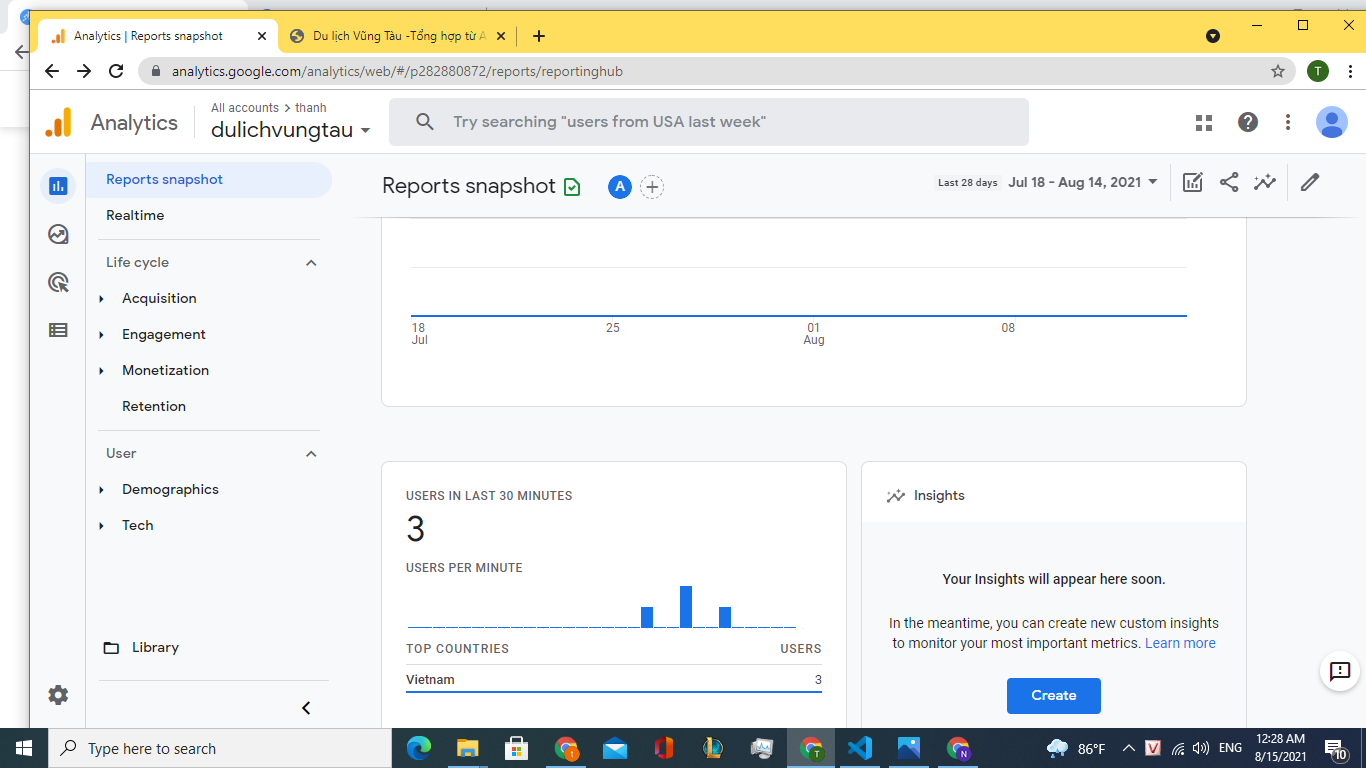 Analytics | Reports snapshot
Du lịch Vũng Tàu -Tổng hợp từ A
analytics.google.com/analytics/web/#/p282880872/reports/reportinghub
T
Analytics
All accounts > thanh
dulichvungtau
Try searching "users from USA last week"
Reports snapshot
Realtime
Life cycle
Acquisition
Engagement
Monetization
Retention
User
Demographics
Tech
Library
Reports snapshot
A
Last 28 days
Jul 18 - Aug 14, 2021
18
Jul
25
01
Aug
08
USERS IN LAST 30 MINUTES
3
USERS PER MINUTE
TOP COUNTRIES USERS
Vietnam 3
Insights
Your Insights will appear here soon.
In the meantime, you can create new custom insights
to monitor your most important metrics. Learn more
Create
Type here to search
86°F
V
ENG
12:28 AM
8/15/2021
10